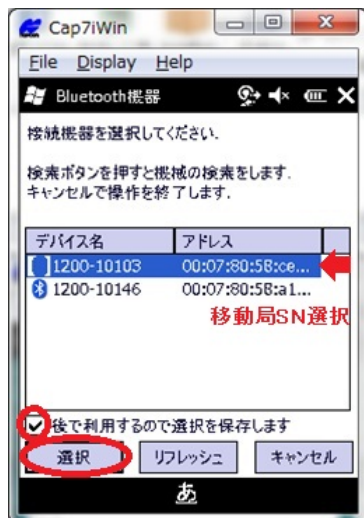 Cap7iWin
File Display Help
Bluetooth機器
接続機器を選択してください.
検索ボタンを押すと機械の検索をします.
キャンセルで操作を終了します.
デバイス名 アドレス
1200-10103 00:07:80:5B:ce...
1200-10146 00:07:80:5B:a1...
移動局SN選択
後で利用するので選択を保存します
選択 リフレッシュ キャンセル
あ